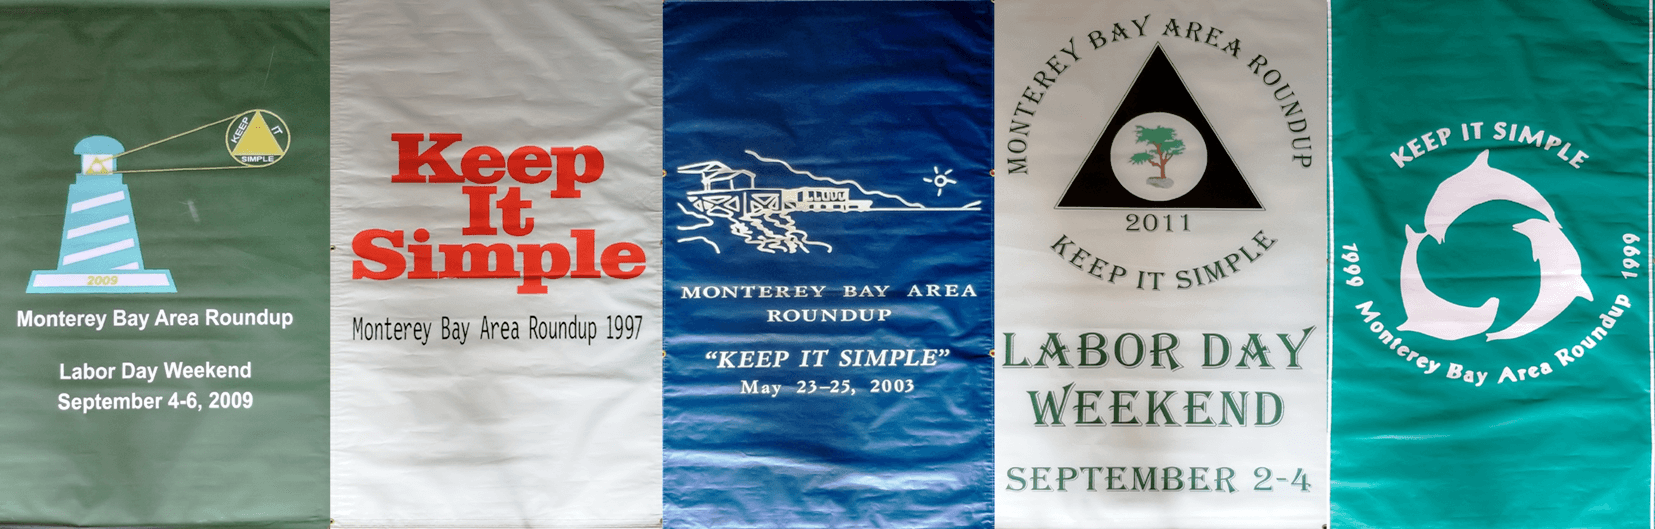 KEEP IT
SIMPLE
2009
Monterey Bay Area Roundup
Labor Day Weekend
September 4-6, 2009
Keep
It
Simple
Monterey Bay Area Roundup 1997
MONTEREY BAY AREA
ROUNDUP
“KEEP IT SIMPLE”
May 23–25, 2003
MONTEREY BAY AREA ROUNDUP
2011
KEEP IT SIMPLE
LABOR DAY
WEEKEND
SEPTEMBER 2-4
KEEP IT SIMPLE
1999 Monterey Bay Area Roundup 1999